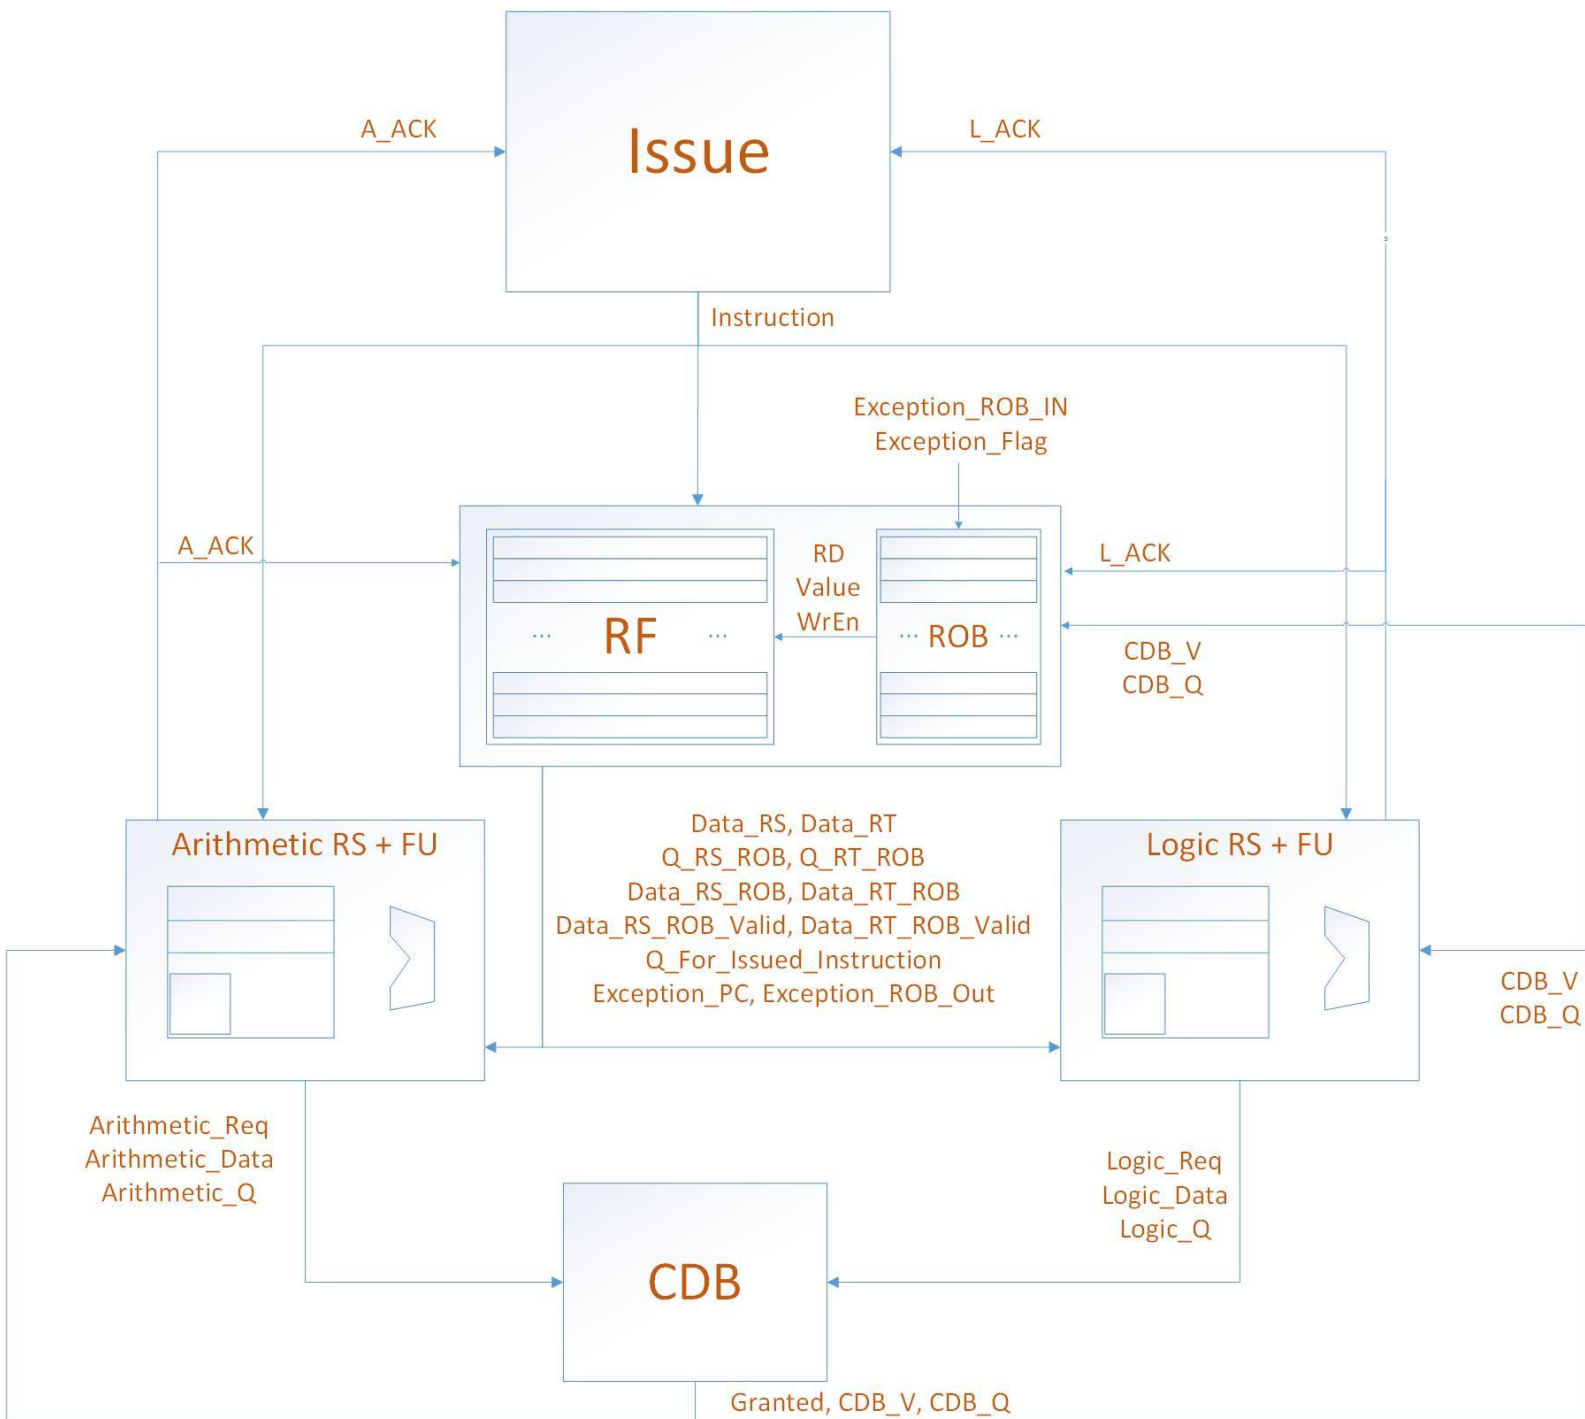 A_ACK
L_ACK
Issue
Instruction
Exception_ROB_IN
Exception_Flag
A_ACK
RD
Value
WrEn
L_ACK
... RF ...
... ROB ...
CDB_V
CDB_Q
Arithmetic RS + FU
Data_RS, Data_RT
Q_RS_ROB, Q_RT_ROB
Data_RS_ROB, Data_RT_ROB
Data_RS_ROB_Valid, Data_RT_ROB_Valid
Q_For_Issued_Instruction
Exception_PC, Exception_ROB_Out
Logic RS + FU
CDB_V
CDB_Q
Arithmetic_Req
Arithmetic_Data
Arithmetic_Q
Logic_Req
Logic_Data
Logic_Q
CDB
Granted, CDB_V, CDB_Q